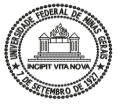 UNIVERSIDADE FEDERAL DE MINAS GERAIS
INCIPIT VITA NOVA
7 DE SETEMBRO DE 1927